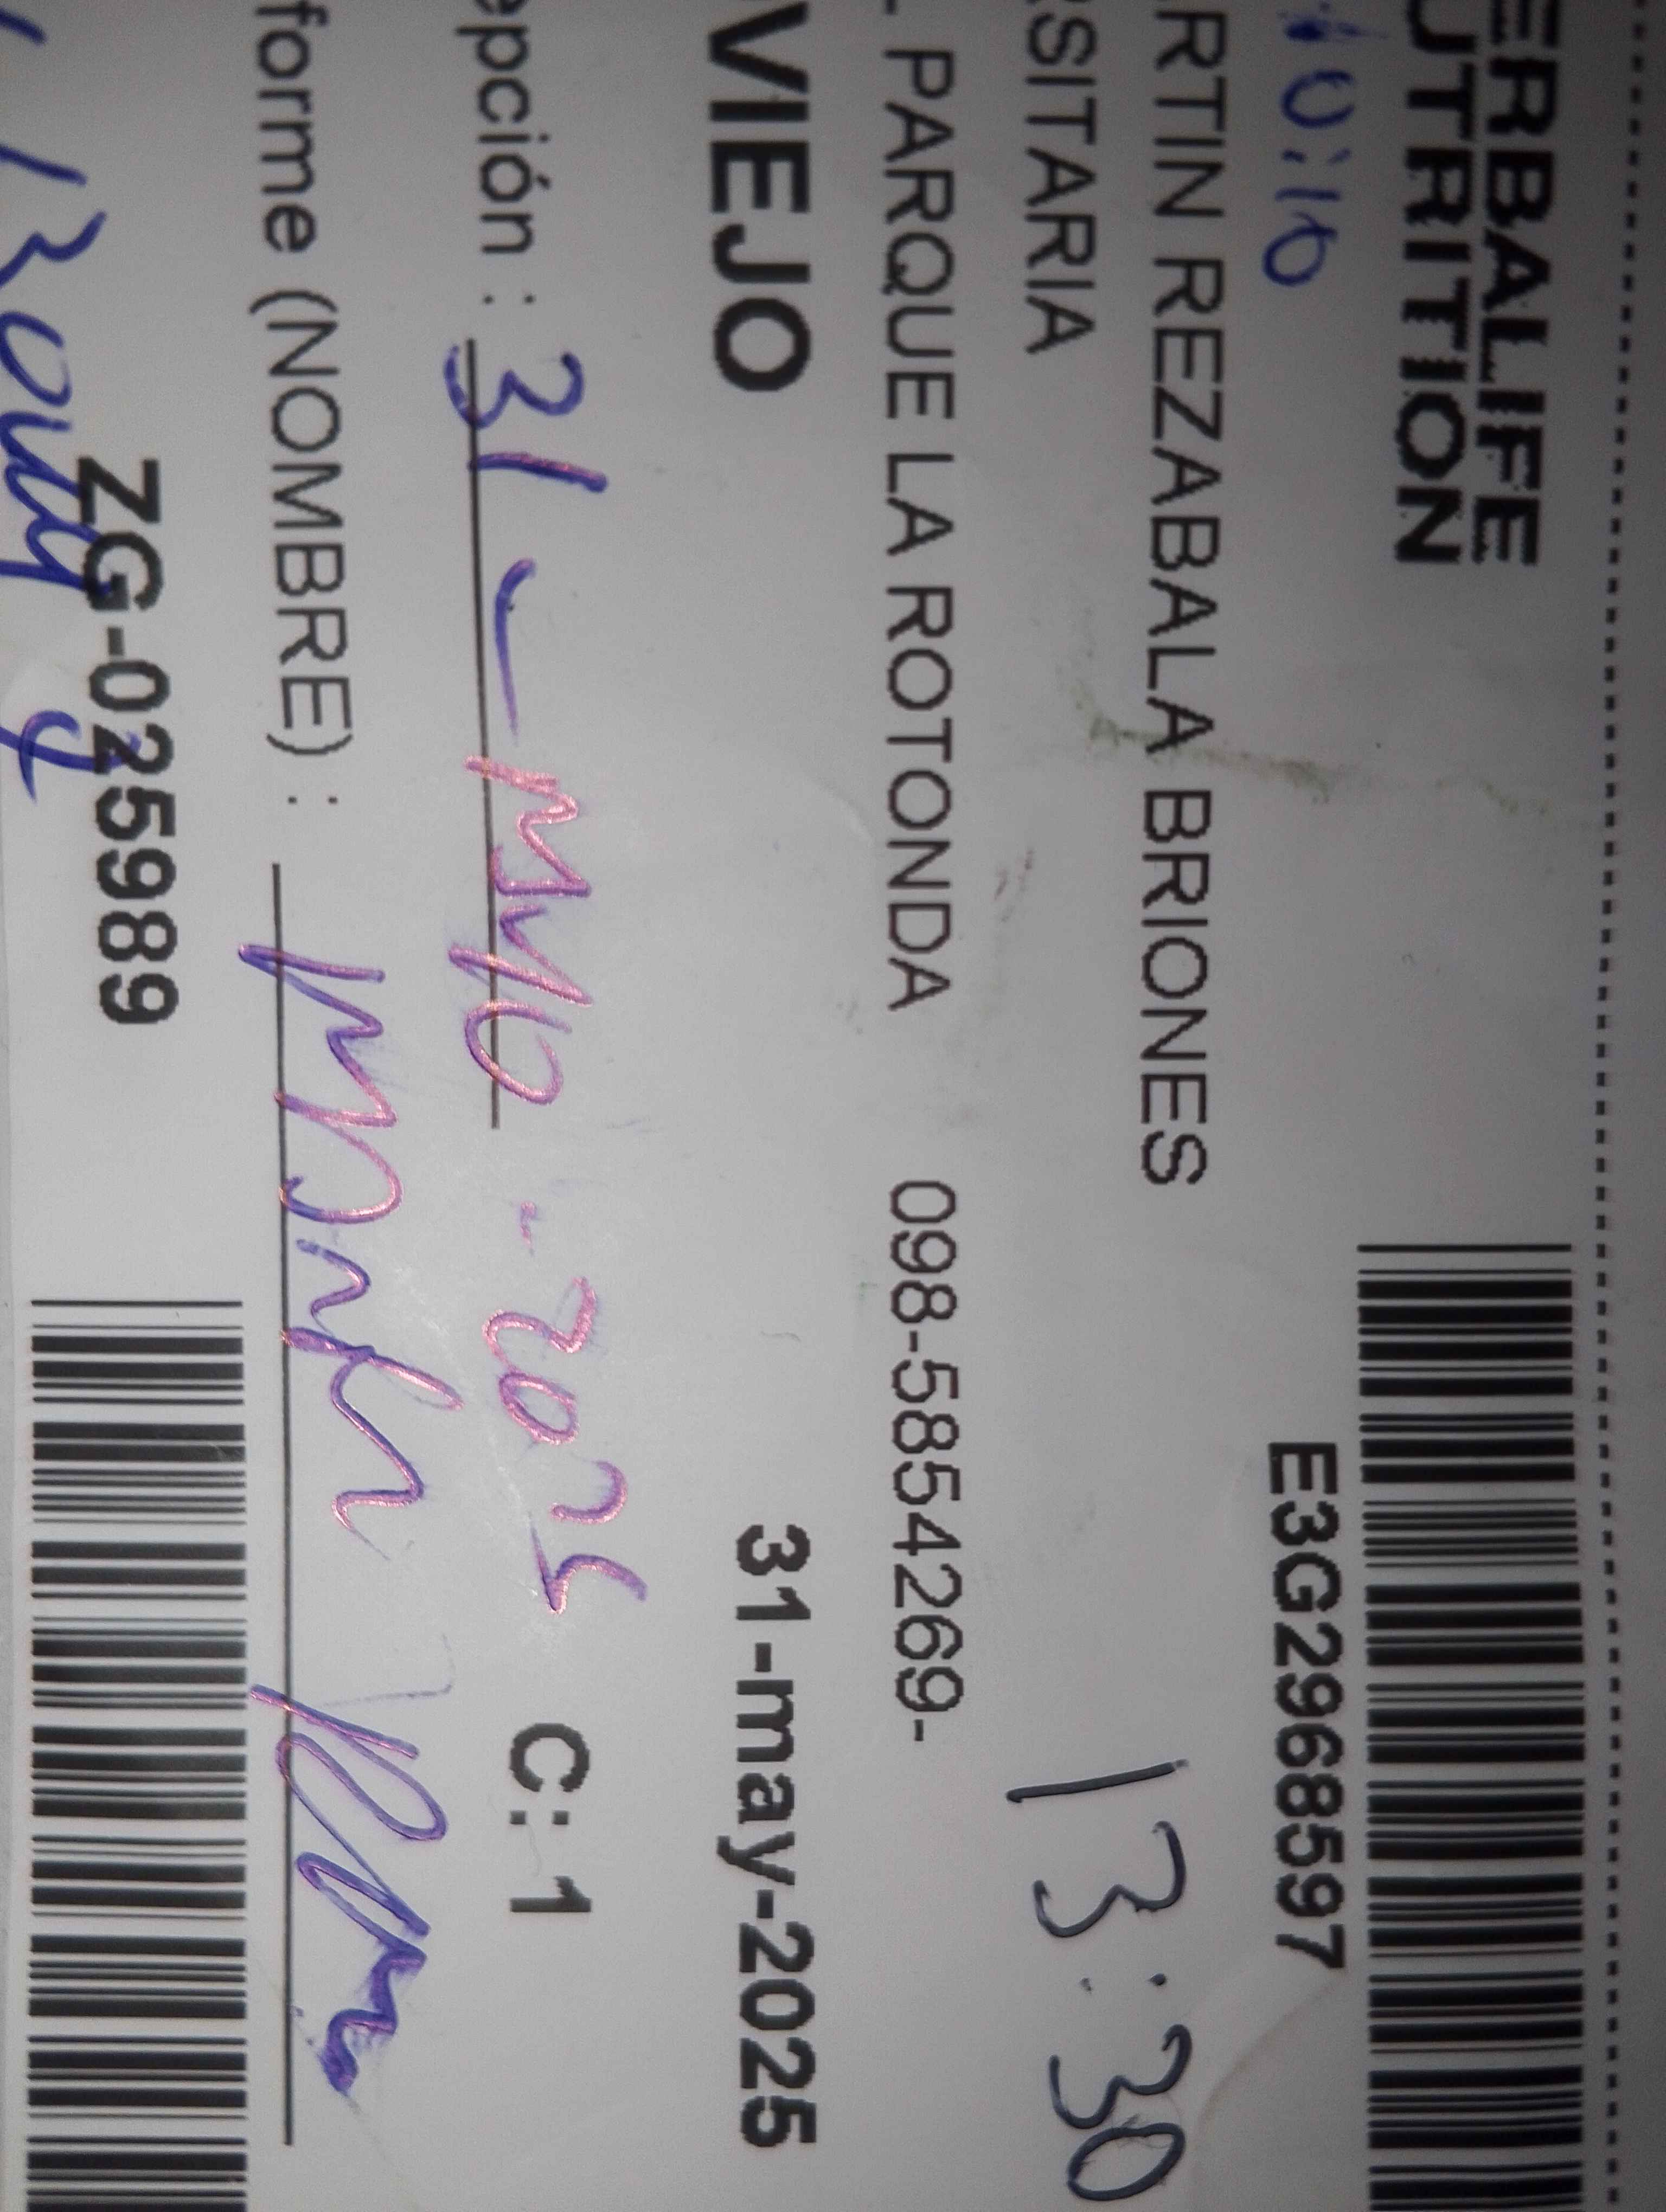 ERBALIFE
UTRITION
10:10
E3G2968597
RTIN REZABALA BRIONES
SITARIA
13:30
PARQUE LA ROTONDA 098-5854269-
VIEJO 31-may-2025
epción : 31 - MAYO - 2025 C: 1
forme (NOMBRE) : Martin
ZG-025989